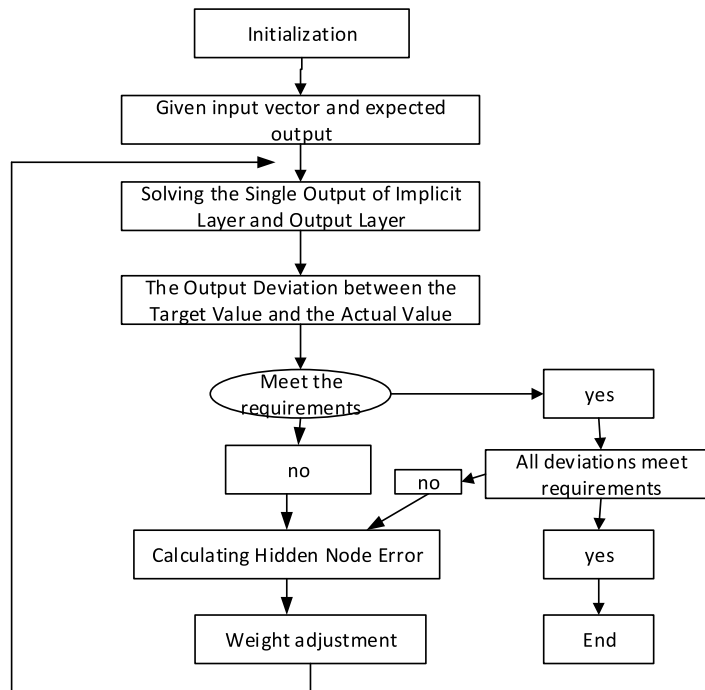 Initialization
Given input vector and expected
output
Solving the Single Output of Implicit
Layer and Output Layer
The Output Deviation between the
Target Value and the Actual Value
Meet the
requirements
yes
no
All deviations meet
requirements
no
Calculating Hidden Node Error
yes
Weight adjustment
End